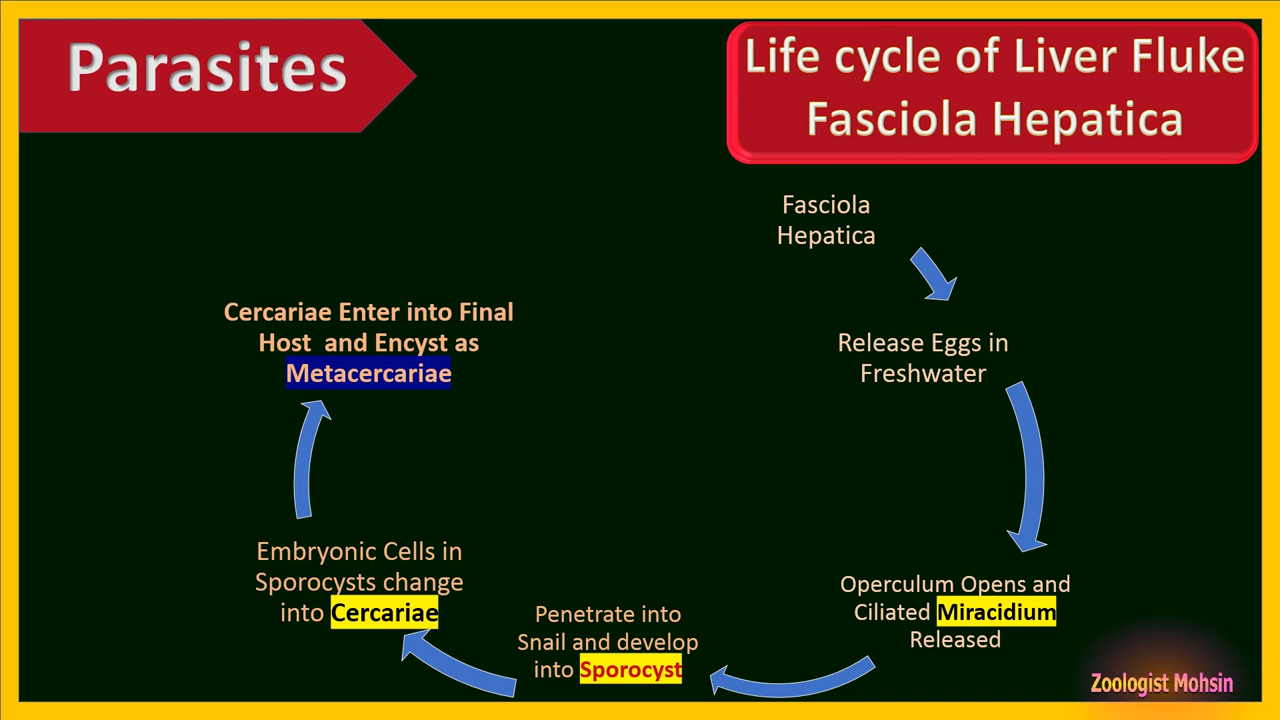 Parasites
Life cycle of Liver Fluke
Fasciola Hepatica
Fasciola
Hepatica
Release Eggs in
Freshwater
Operculum Opens and
Ciliated Miracidium
Released
Penetrate into
Snail and develop
into Sporocyst
Embryonic Cells in
Sporocysts change
into Cercariae
Cercariae Enter into Final
Host and Encyst as
Metacercariae
Zoologist Mohsin